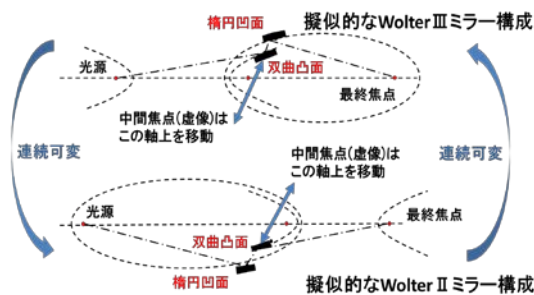 楕円凹面
擬似的なWolterⅢミラー構成
光源
双曲凸面
最終焦点
中間焦点(虚像)は
この軸上を移動
連続可変
中間焦点(虚像)は
この軸上を移動
連続可変
光源
最終焦点
双曲凸面
楕円凹面
擬似的なWolterⅡミラー構成